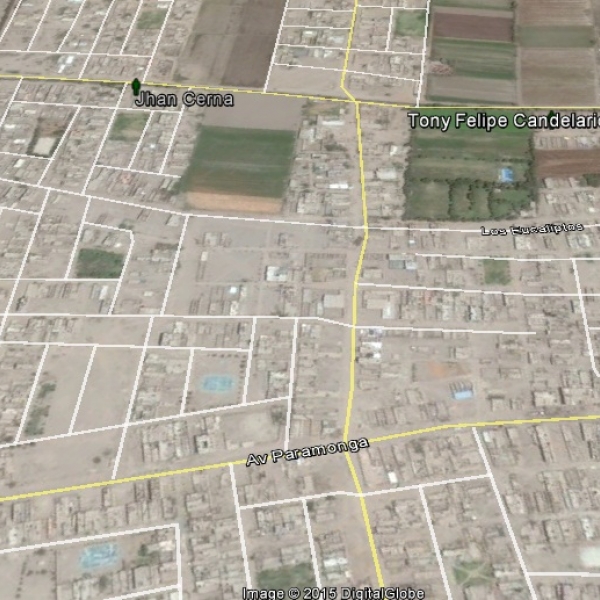 Jhan Cerna
Tony Felipe Candelario
Los Eucaliptos
Av Paramonga
Image © 2015 DigitalGlobe